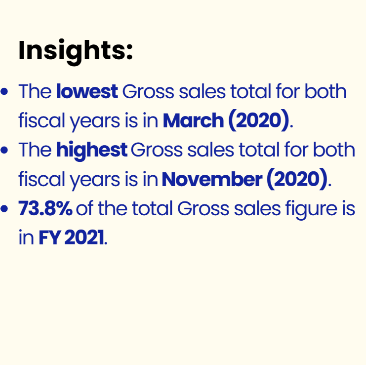 Insights:
• The lowest Gross sales total for both
fiscal years is in March (2020).
• The highest Gross sales total for both
fiscal years is in November (2020).
• 73.8% of the total Gross sales figure is
in FY 2021.